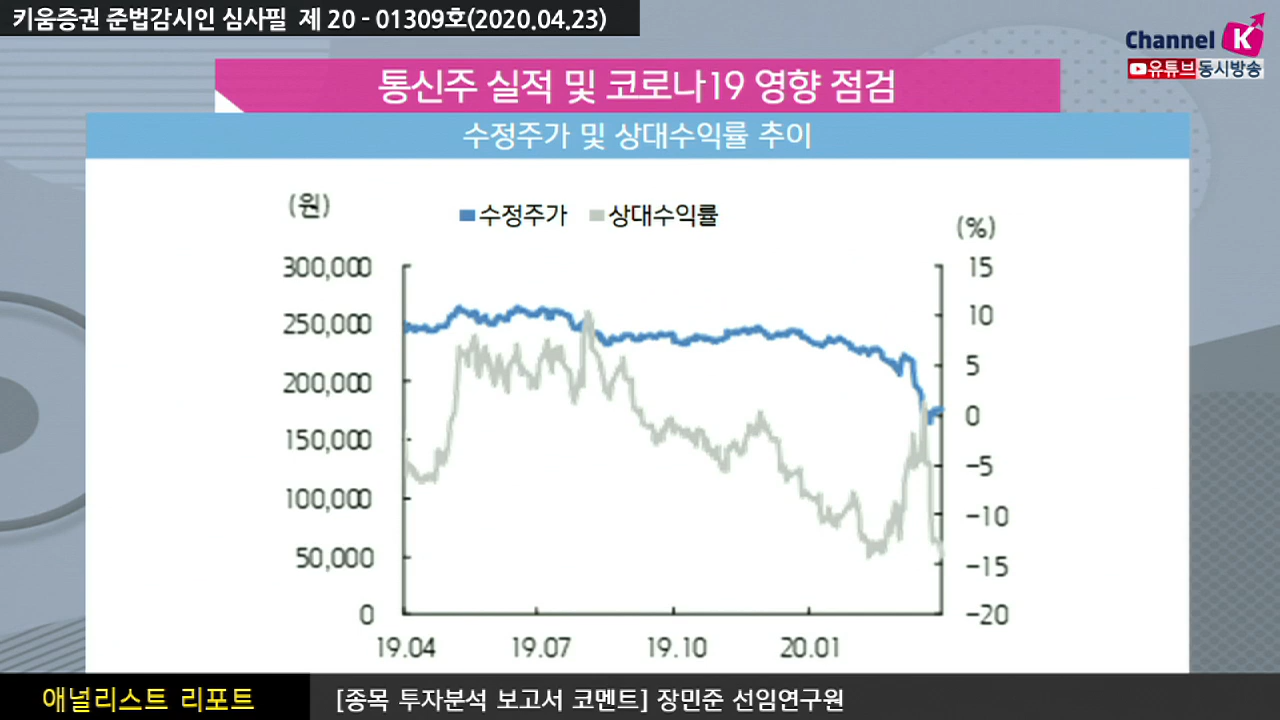 키움증권 준법감시인 심사필 제 20 - 01309호(2020.04.23)
Channel K
유튜브동시방송
통신주 실적 및 코로나19 영향 점검
수정주가 및 상대수익률 추이
(원)
수정주가 상대수익률
(%)
300,000
250,000
200,000
150,000
100,000
50,000
0
15
10
5
0
-5
-10
-15
-20
19.04 19.07 19.10 20.01
애널리스트 리포트
[종목 투자분석 보고서 코멘트] 장민준 선임연구원